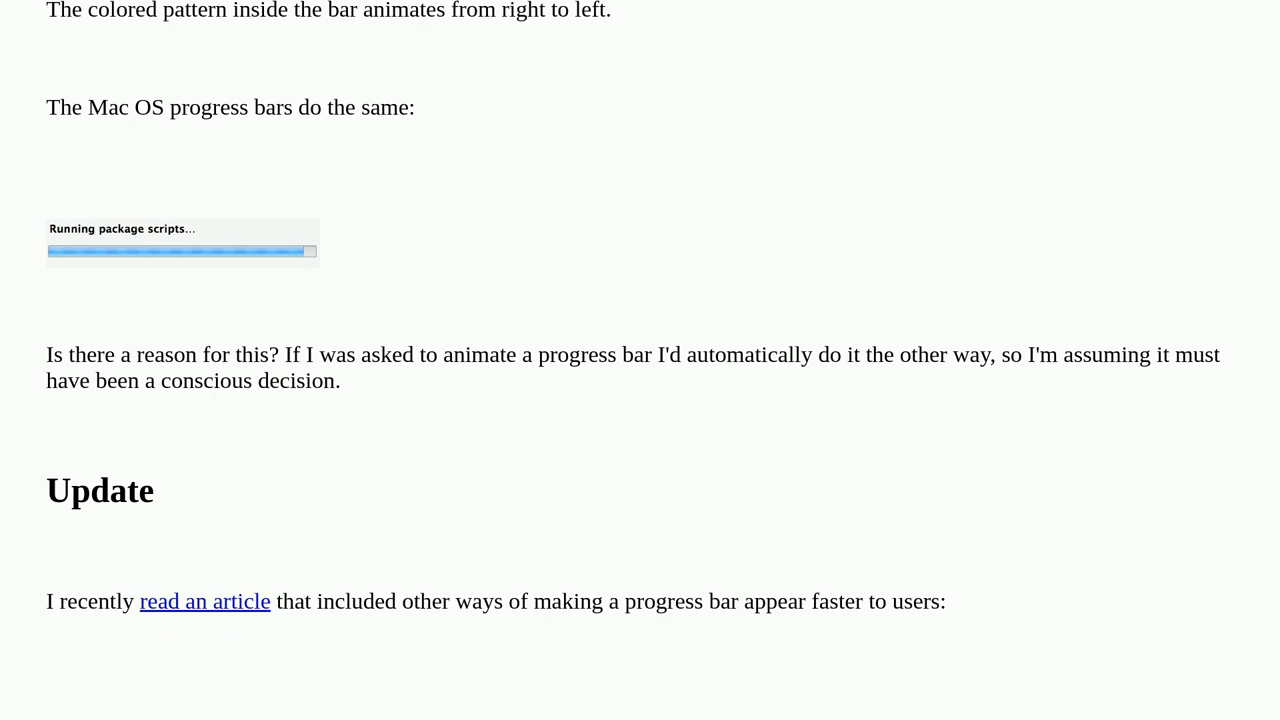 The colored pattern inside the bar animates from right to left.
The Mac OS progress bars do the same:
Running package scripts...
Is there a reason for this? If I was asked to animate a progress bar I'd automatically do it the other way, so I'm assuming it must
have been a conscious decision.
Update
I recently read an article that included other ways of making a progress bar appear faster to users: